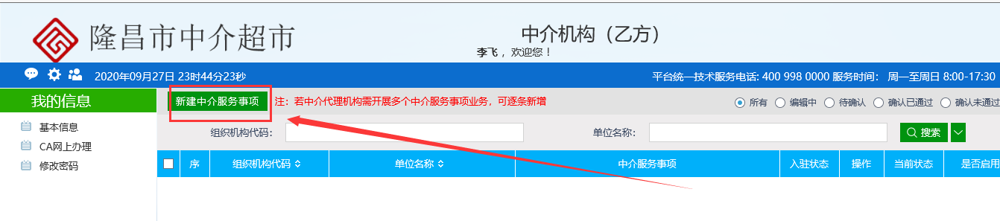 隆昌市中介超市
中介机构（乙方）
李飞，欢迎您！
2020年09月27日 23时44分23秒
平台统一技术服务电话: 400 998 0000 服务时间： 周一至周日 8:00-17:30
我的信息
新建中介服务事项
注：若中介代理机构需开展多个中介服务事项业务，可逐条新增
所有 编辑中 待确认 确认已通过 确认未通过
基本信息
CA网上办理
修改密码
组织机构代码：
单位名称：
搜索
序 组织机构代码 单位名称 中介服务事项 入驻状态 操作 当前状态 是否启用